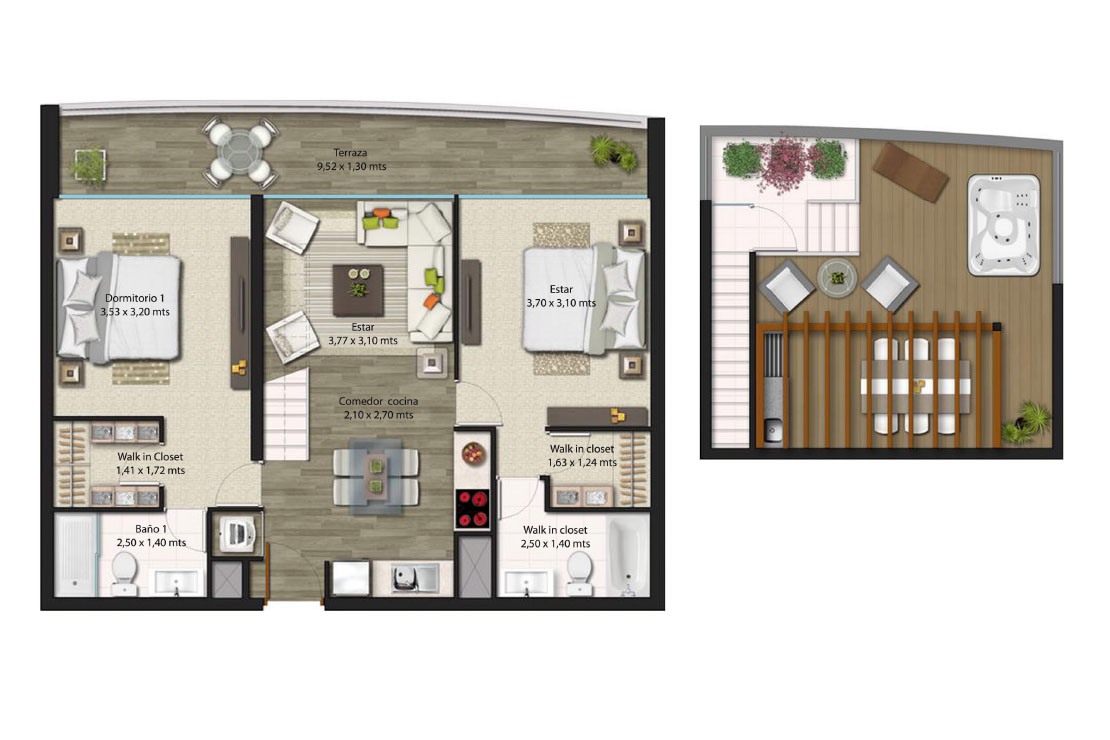 Terraza
9,52 x 1,30 mts
Dormitorio 1
3,53 x 3,20 mts
Estar
3,77 x 3,10 mts
Estar
3,70 x 3,10 mts
Comedor cocina
2,10 x 2,70 mts
Walk in Closet
1,41 x 1,72 mts
Walk in closet
1,63 x 1,24 mts
Baño 1
2,50 x 1,40 mts
Walk in closet
2,50 x 1,40 mts